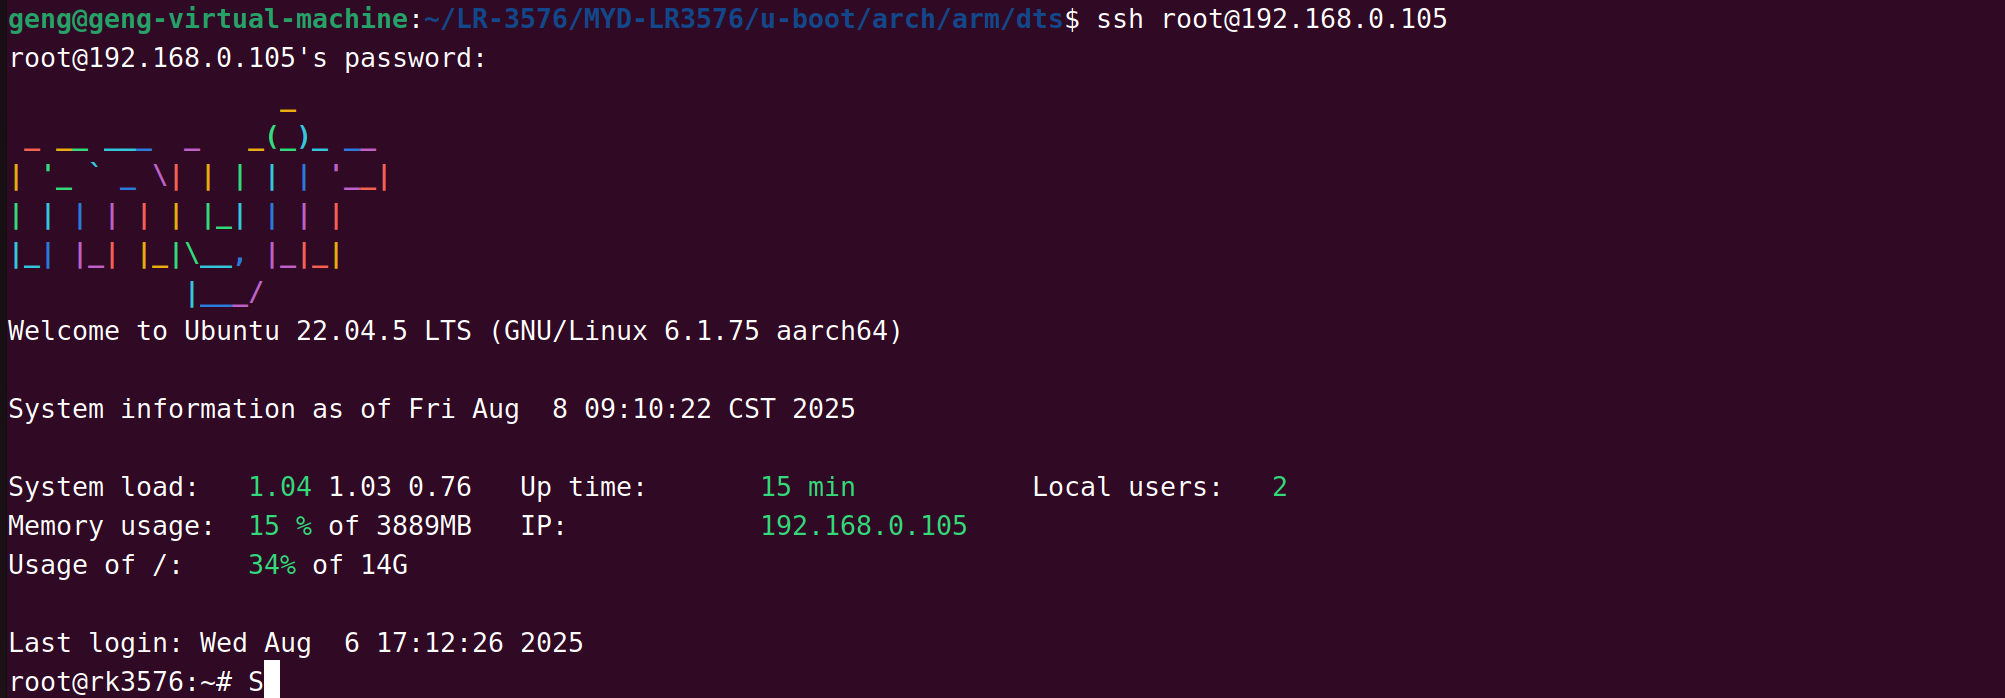 geng@geng-virtual-machine:~/LR-3576/MYD-LR3576/u-boot/arch/arm/dts$ ssh root@192.168.0.105
root@192.168.0.105's password:
                 _
 _ __ ___  _   _(_)_ __
| '_ ` _ \| | | | | '__|
| | | | | | |_| | | |
|_| |_| |_|\__, |_|_|
           |___/
Welcome to Ubuntu 22.04.5 LTS (GNU/Linux 6.1.75 aarch64)
System information as of Fri Aug  8 09:10:22 CST 2025
System load:   1.04 1.03 0.76   Up time:       15 min           Local users:   2
Memory usage:  15 % of 3889MB   IP:            192.168.0.105
Usage of /:    34% of 14G
Last login: Wed Aug  6 17:12:26 2025
root@rk3576:~# S